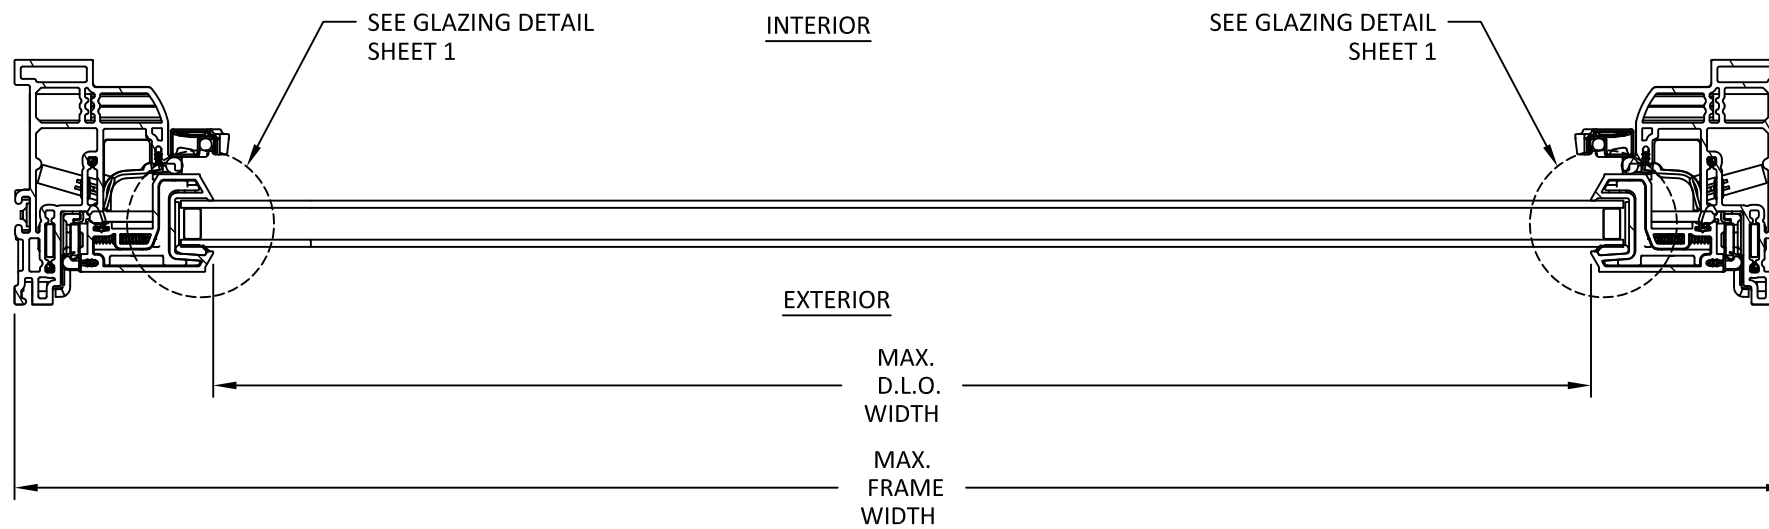 SEE GLAZING DETAIL
SHEET 1
INTERIOR
SEE GLAZING DETAIL
SHEET 1
EXTERIOR
MAX.
D.L.O.
WIDTH
MAX.
FRAME
WIDTH